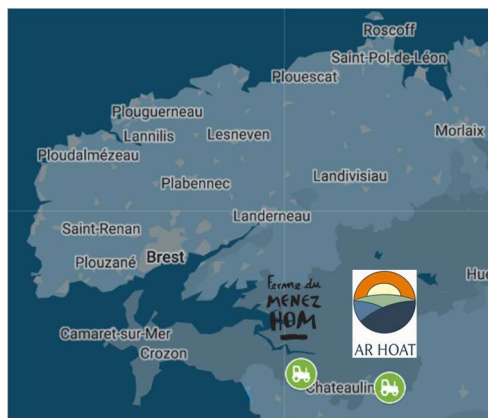 Roscoff
Saint-Pol-de-Léon
Plouescat
Plouguerneau
Lannilis
Lesneven
Morlaix
Ploudalmézeau
Plabennec
Landivisiau
Landerneau
Saint-Renan
Brest
Plouzané
Hue
Ferme du
MENEZ
HOM
Camaret-sur-Mer
AR HOAT
Crozon
Chateaulin